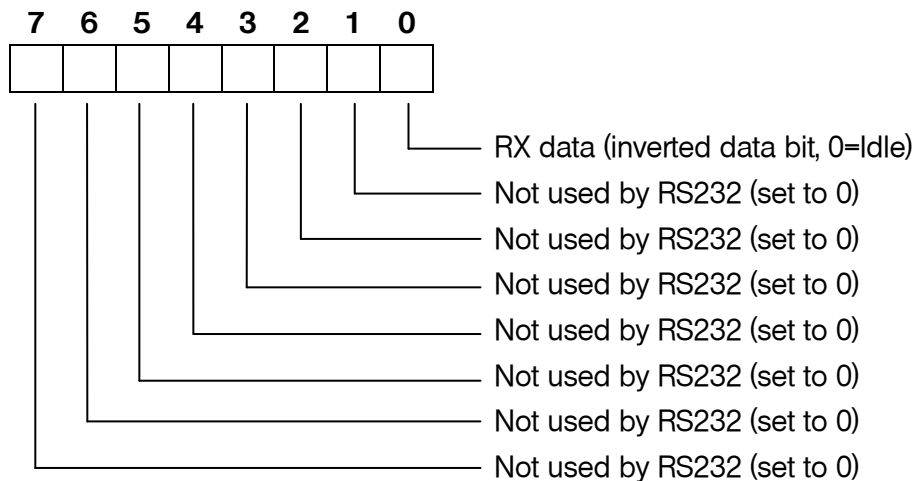 7 6 5 4 3 2 1 0
RX data (inverted data bit, 0=Idle)
Not used by RS232 (set to 0)
Not used by RS232 (set to 0)
Not used by RS232 (set to 0)
Not used by RS232 (set to 0)
Not used by RS232 (set to 0)
Not used by RS232 (set to 0)
Not used by RS232 (set to 0)